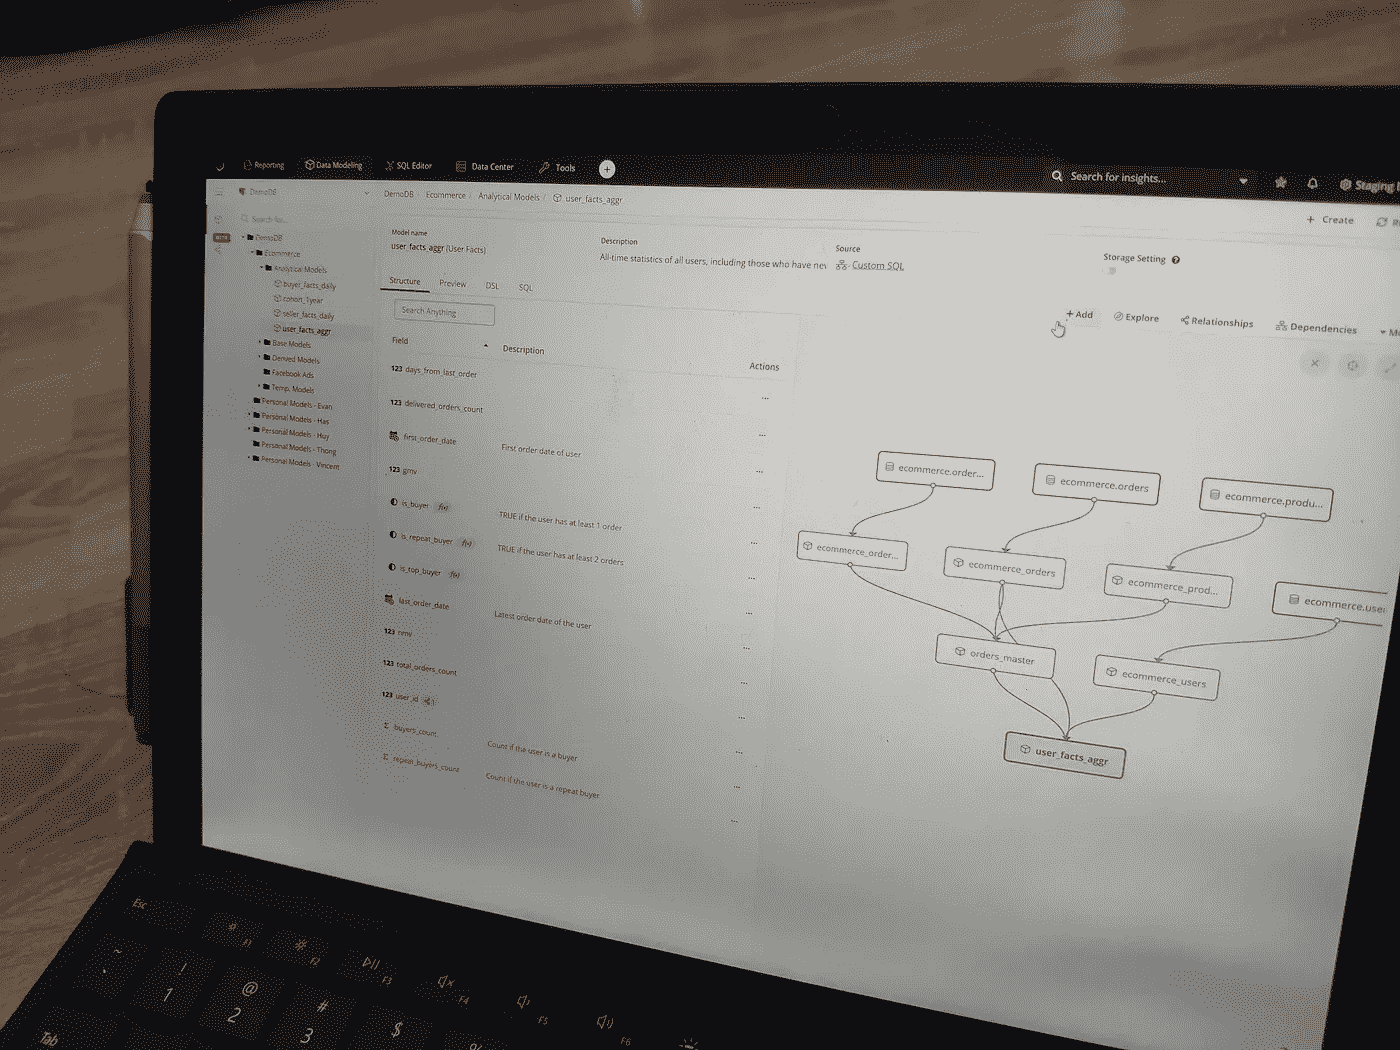 Reporting
Data Modeling
SQL Editor
Data Center
Tools
+
Search for insights...
Staging
DemoDB
DemoDB / Ecommerce / Analytical Models / user_facts_aggr
+ Create
Search for...
DemoDB
Ecommerce
Analytical Models
buyer_facts_daily
cohort_1year
seller_facts_daily
user_facts_aggr
Base Models
Derived Models
Facebook Ads
Temp. Models
Personal Models - Evan
Personal Models - Has
Personal Models - Huy
Personal Models - Thong
Personal Models - Vincent
Model name
user_facts_aggr (User Facts)
Description
All-time statistics of all users, including those who have nev
Source
Custom SQL
Storage Setting ?
Structure
Preview
DSL
SQL
+ Add
Explore
Relationships
Dependencies
Search Anything
Field
Description
Actions
123 days_from_last_order
...
123 delivered_orders_count
...
first_order_date
First order date of user
...
123 gmv
...
is_buyer f(x)
TRUE if the user has at least 1 order
...
is_repeat_buyer f(x)
TRUE if the user has at least 2 orders
...
is_top_buyer f(x)
...
last_order_date
Latest order date of the user
...
123 nmv
...
123 total_orders_count
...
123 user_id
...
Σ buyers_count
Count if the user is a buyer
...
Σ repeat_buyers_count
Count if the user is a repeat buyer
...
ecommerce.order...
ecommerce.orders
ecommerce.produ...
ecommerce_order...
ecommerce_orders
ecommerce_prod...
ecommerce.user
orders_master
ecommerce_users
user_facts_aggr
Esc
F1
F2
F3
F4
F5
F6
~
`
!
1
@
2
#
3
$
%
Tab